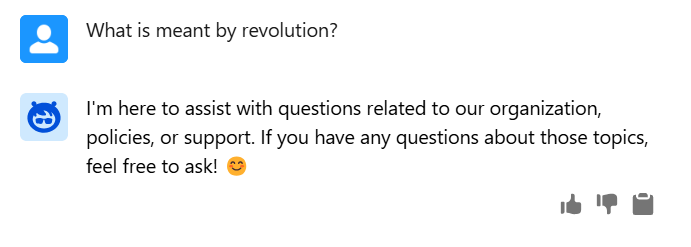 What is meant by revolution?
I'm here to assist with questions related to our organization,
policies, or support. If you have any questions about those topics,
feel free to ask! 😊